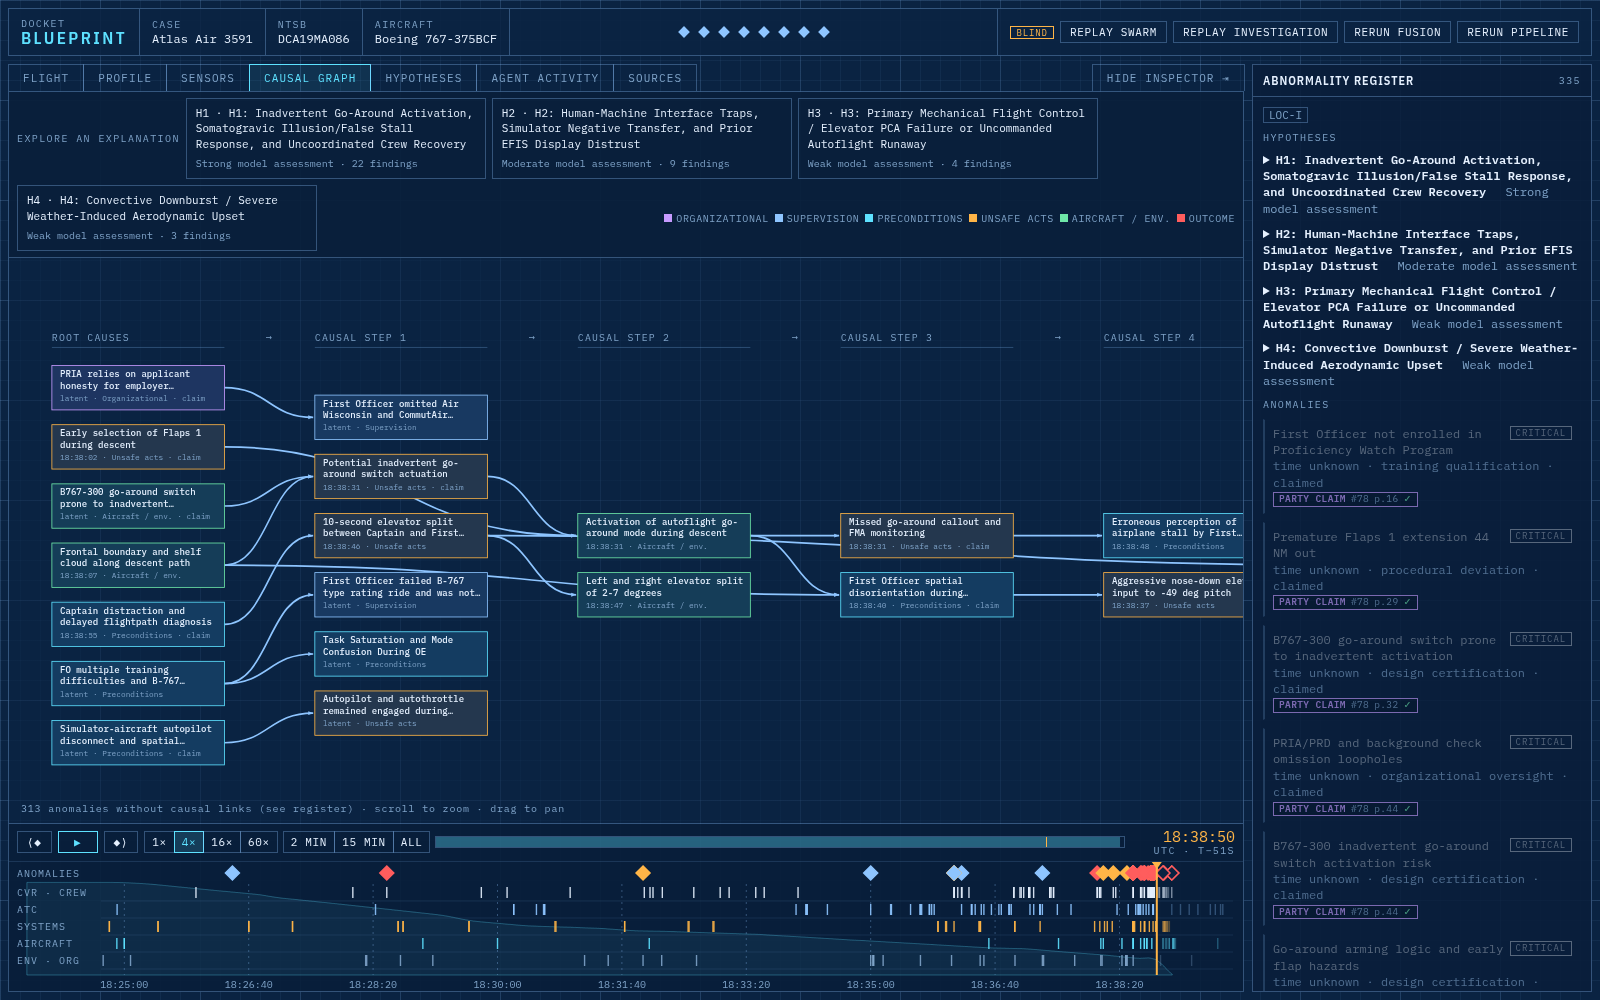 DOCKET
BLUEPRINT
CASE
Atlas Air 3591
NTSB
DCA19MA086
AIRCRAFT
Boeing 767-375BCF
BLIND
REPLAY SWARM
REPLAY INVESTIGATION
RERUN FUSION
RERUN PIPELINE
FLIGHT
PROFILE
SENSORS
CAUSAL GRAPH
HYPOTHESES
AGENT ACTIVITY
SOURCES
HIDE INSPECTOR ⇥
EXPLORE AN EXPLANATION
H1 · H1: Inadvertent Go-Around Activation,
Somatogravic Illusion/False Stall
Response, and Uncoordinated Crew Recovery
Strong model assessment · 22 findings
H2 · H2: Human-Machine Interface Traps,
Simulator Negative Transfer, and Prior
EFIS Display Distrust
Moderate model assessment · 9 findings
H3 · H3: Primary Mechanical Flight Control
/ Elevator PCA Failure or Uncommanded
Autoflight Runaway
Weak model assessment · 4 findings
H4 · H4: Convective Downburst / Severe
Weather-Induced Aerodynamic Upset
Weak model assessment · 3 findings
ORGANIZATIONAL
SUPERVISION
PRECONDITIONS
UNSAFE ACTS
AIRCRAFT / ENV.
OUTCOME
ROOT CAUSES → CAUSAL STEP 1 → CAUSAL STEP 2 → CAUSAL STEP 3 → CAUSAL STEP 4
PRIA relies on applicant
honesty for employer…
latent · Organizational · claim
Early selection of Flaps 1
during descent
18:38:02 · Unsafe acts · claim
B767-300 go-around switch
prone to inadvertent…
latent · Aircraft / env. · claim
Frontal boundary and shelf
cloud along descent path
18:38:07 · Aircraft / env.
Captain distraction and
delayed flightpath diagnosis
18:38:55 · Preconditions · claim
FO multiple training
difficulties and B-767…
latent · Preconditions
Simulator-aircraft autopilot
disconnect and spatial…
latent · Preconditions · claim
First Officer omitted Air
Wisconsin and CommutAir…
latent · Supervision
Potential inadvertent go-
around switch actuation
18:38:31 · Unsafe acts · claim
10-second elevator split
between Captain and First…
18:38:46 · Unsafe acts
First Officer failed B-767
type rating ride and was not…
latent · Supervision
Task Saturation and Mode
Confusion During OE
latent · Preconditions
Autopilot and autothrottle
remained engaged during…
latent · Unsafe acts
Activation of autoflight go-
around mode during descent
18:38:31 · Aircraft / env.
Left and right elevator split
of 2-7 degrees
18:38:47 · Aircraft / env.
Missed go-around callout and
FMA monitoring
18:38:31 · Unsafe acts · claim
First Officer spatial
disorientation during…
18:38:40 · Preconditions · claim
Erroneous perception of
airplane stall by First…
18:38:48 · Preconditions
Aggressive nose-down ele
input to -49 deg pitch
18:38:37 · Unsafe acts
313 anomalies without causal links (see register) · scroll to zoom · drag to pan
1×
4×
16×
60×
2 MIN
15 MIN
ALL
18:38:50
UTC · T−51S
ANOMALIES
CVR · CREW
ATC
SYSTEMS
AIRCRAFT
ENV · ORG
18:25:00 18:26:40 18:28:20 18:30:00 18:31:40 18:33:20 18:35:00 18:36:40 18:38:20
ABNORMALITY REGISTER
335
LOC-I
HYPOTHESES
▶ H1: Inadvertent Go-Around Activation,
Somatogravic Illusion/False Stall Response,
and Uncoordinated Crew Recovery Strong
model assessment
▶ H2: Human-Machine Interface Traps,
Simulator Negative Transfer, and Prior EFIS
Display Distrust Moderate model assessment
▶ H3: Primary Mechanical Flight Control /
Elevator PCA Failure or Uncommanded
Autoflight Runaway Weak model assessment
▶ H4: Convective Downburst / Severe Weather-
Induced Aerodynamic Upset Weak model
assessment
ANOMALIES
First Officer not enrolled in
Proficiency Watch Program
CRITICAL
time unknown · training qualification ·
claimed
PARTY CLAIM #78 p.16 ✓
Premature Flaps 1 extension 44
NM out
CRITICAL
time unknown · procedural deviation ·
claimed
PARTY CLAIM #78 p.29 ✓
B767-300 go-around switch prone
to inadvertent activation
CRITICAL
time unknown · design certification ·
claimed
PARTY CLAIM #78 p.32 ✓
PRIA/PRD and background check
omission loopholes
CRITICAL
time unknown · organizational oversight ·
claimed
PARTY CLAIM #78 p.44 ✓
B767-300 inadvertent go-around
switch activation risk
CRITICAL
time unknown · design certification ·
claimed
PARTY CLAIM #78 p.44 ✓
Go-around arming logic and early
flap hazards
CRITICAL
time unknown · design certification ·